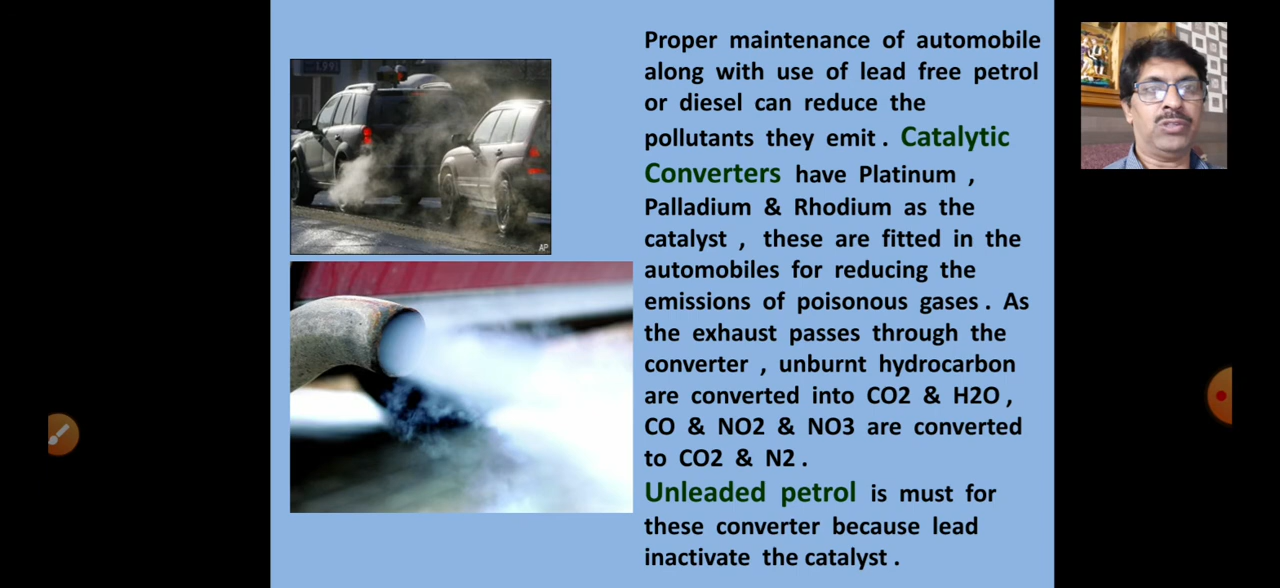 Proper maintenance of automobile
along with use of lead free petrol
or diesel can reduce the
pollutants they emit . Catalytic
Converters have Platinum ,
Palladium & Rhodium as the
catalyst , these are fitted in the
automobiles for reducing the
emissions of poisonous gases . As
the exhaust passes through the
converter , unburnt hydrocarbon
are converted into CO2 & H2O ,
CO & NO2 & NO3 are converted
to CO2 & N2 .
Unleaded petrol is must for
these converter because lead
inactivate the catalyst .
AP